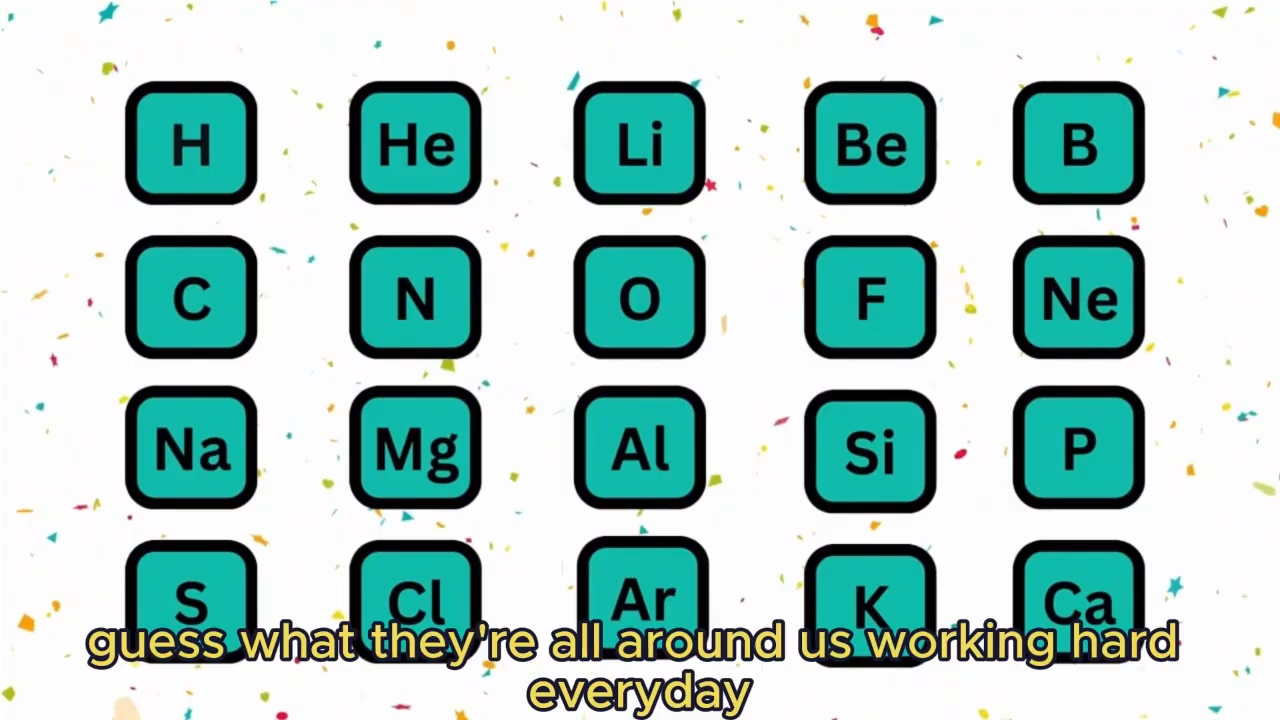 H He Li Be B
C N O F Ne
Na Mg Al Si P
S Cl Ar K Ca
guess what they're all around us working hard
everyday